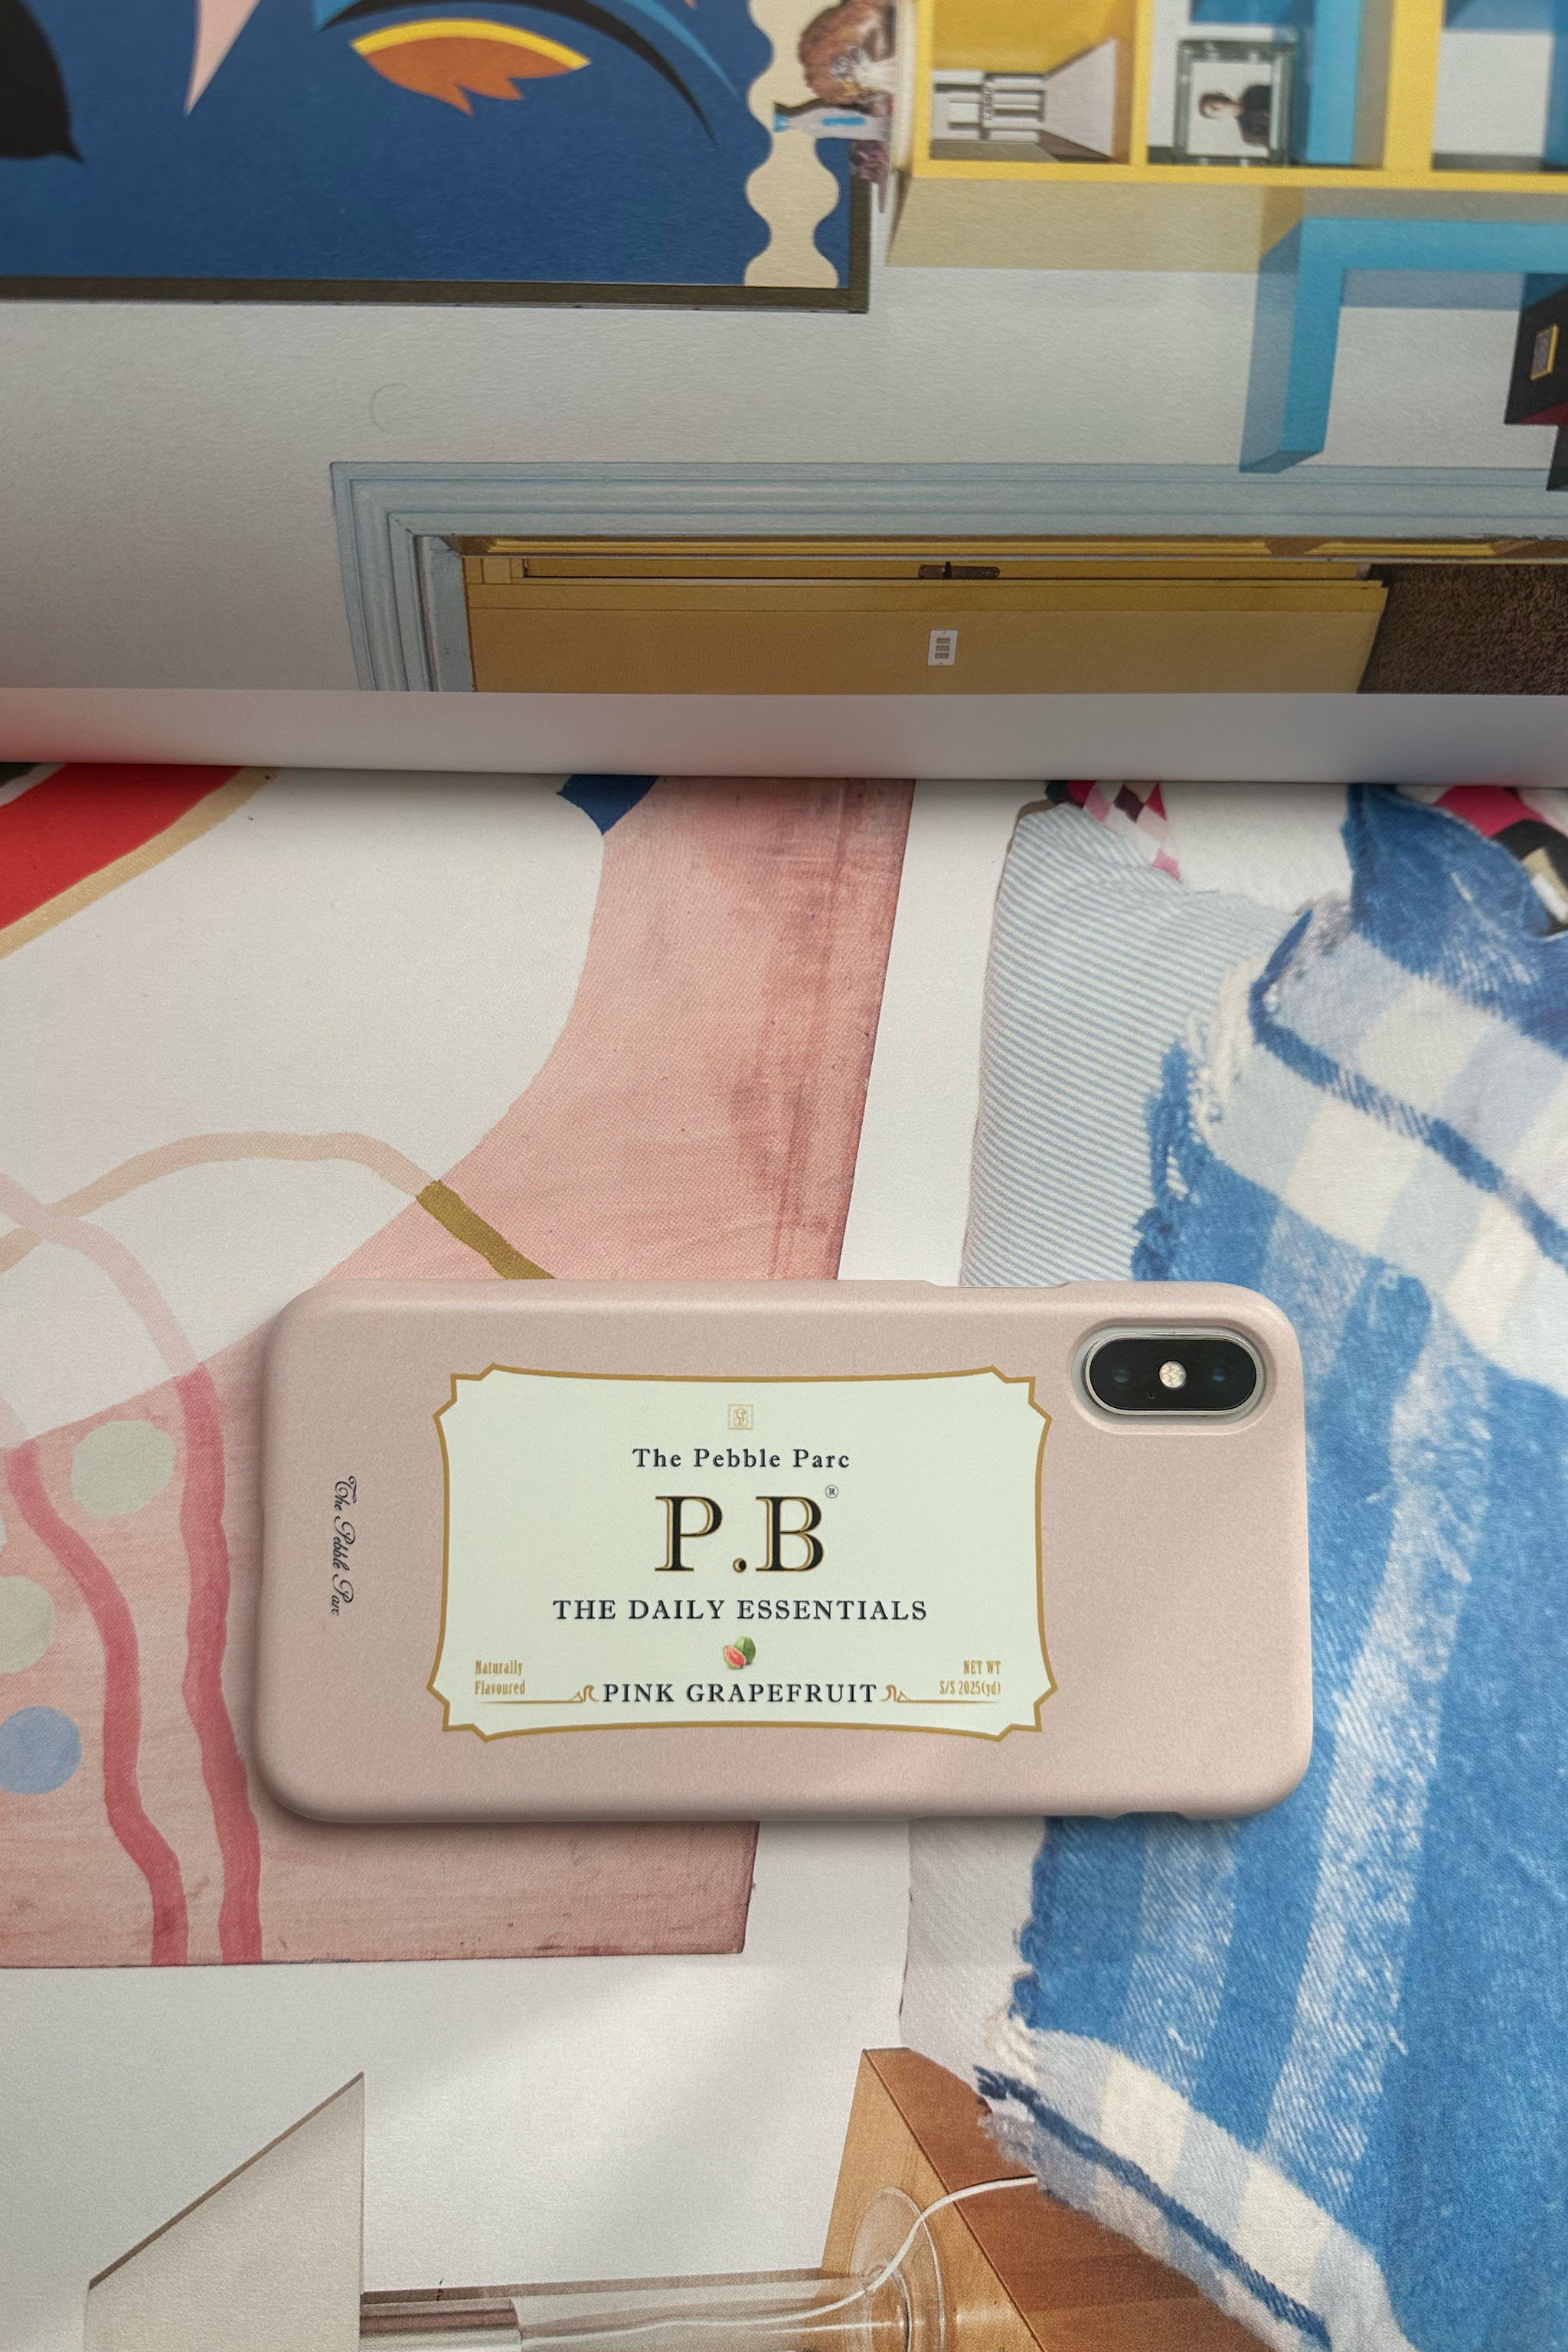 The Pebble Parc
P.B®
THE DAILY ESSENTIALS
Naturally
Flavoured
PINK GRAPEFRUIT
NET WT
S/S 2025(yd)
The Pebble Parc